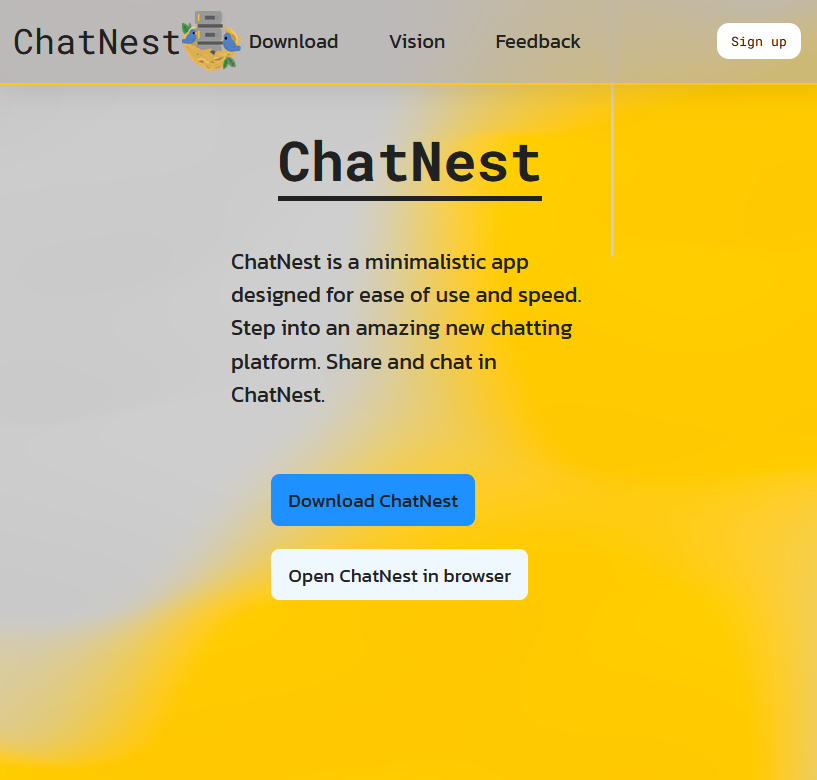 ChatNest Download Vision Feedback Sign up
ChatNest
ChatNest is a minimalistic app
designed for ease of use and speed.
Step into an amazing new chatting
platform. Share and chat in
ChatNest.
Download ChatNest
Open ChatNest in browser